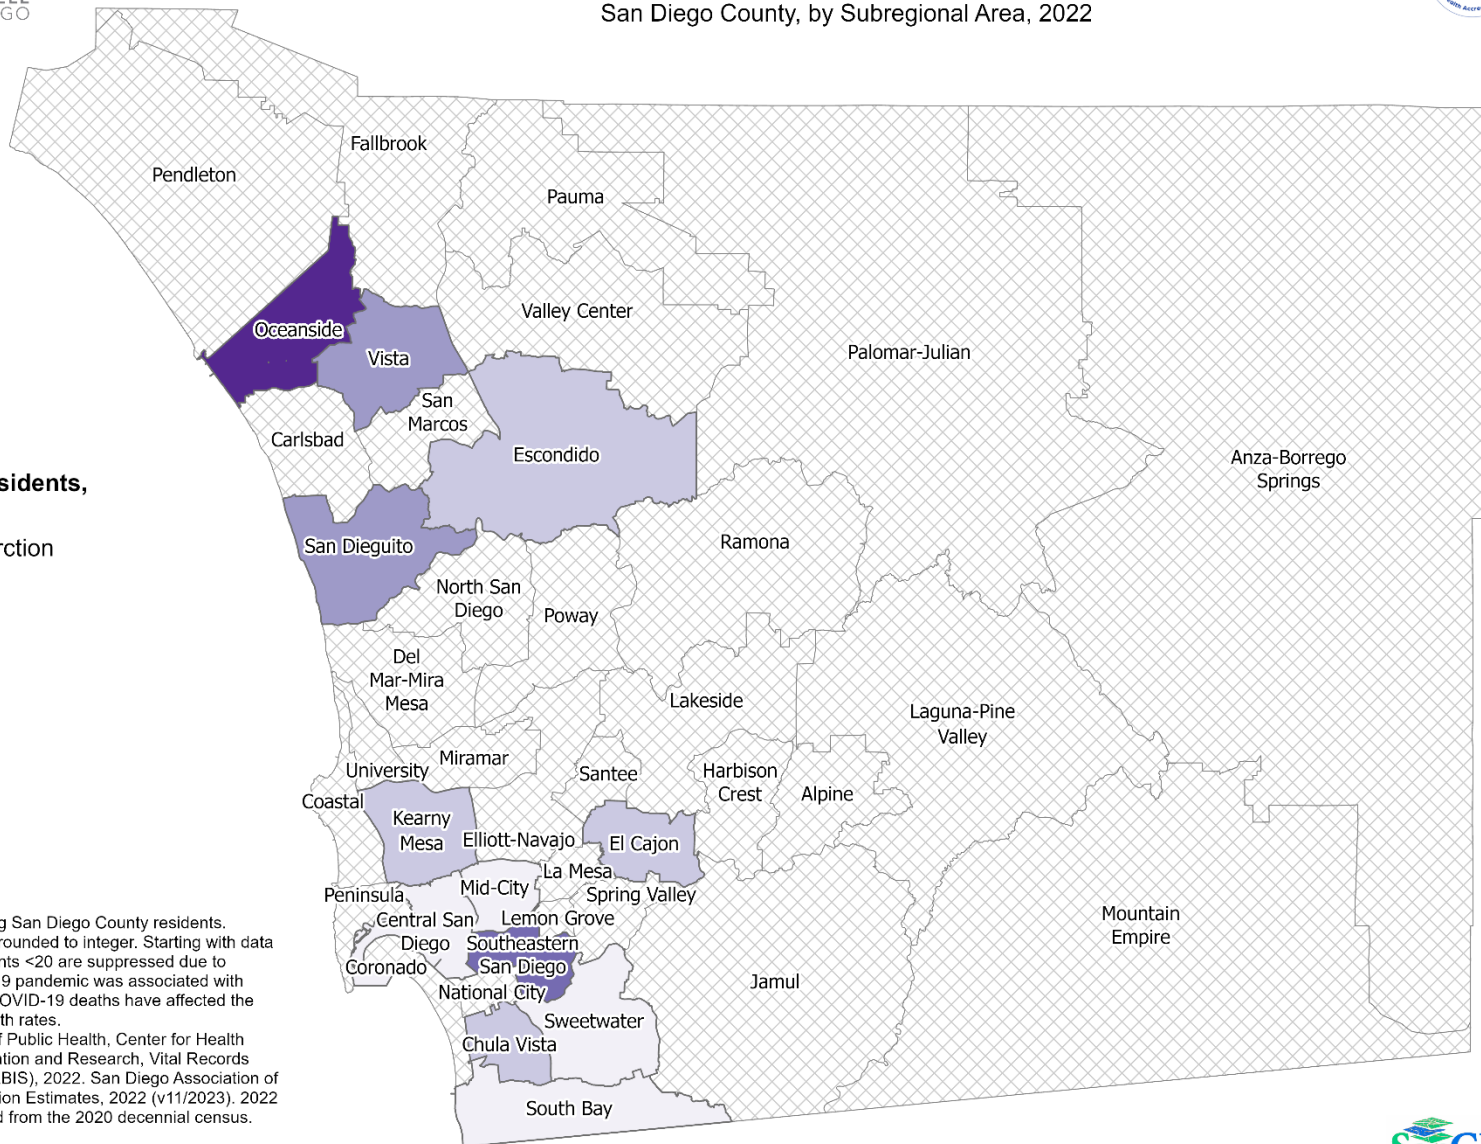 San Diego County, by Subregional Area, 2022
Fallbrook
Pendleton
Pauma
Valley Center
Oceanside
Vista
Palomar-Julian
San
Marcos
Carlsbad
Escondido
Anza-Borrego
Springs
sidents,
rction
San Dieguito
Ramona
North San
Diego
Poway
Del
Mar-Mira
Mesa
Lakeside
Laguna-Pine
Valley
Miramar
University
Santee
Harbison
Crest
Alpine
Coastal
Kearny
Mesa
Elliott-Navajo
El Cajon
La Mesa
Mid-City
Peninsula
Spring Valley
Central San
Diego
Lemon Grove
Mountain
Empire
Southeastern
San Diego
Coronado
Jamul
National City
Sweetwater
Chula Vista
South Bay
g San Diego County residents.
rounded to integer. Starting with data
nts <20 are suppressed due to
9 pandemic was associated with
OVID-19 deaths have affected the
th rates.
f Public Health, Center for Health
ation and Research, Vital Records
BIS), 2022. San Diego Association of
ion Estimates, 2022 (v11/2023). 2022
d from the 2020 decennial census.